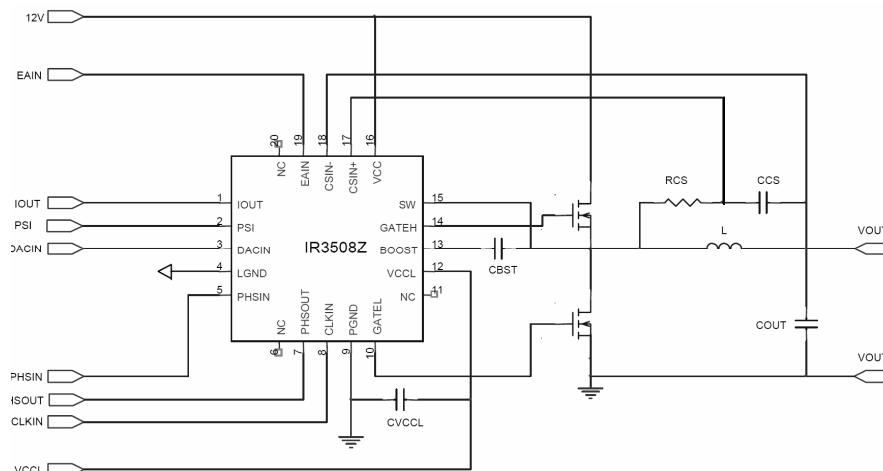 12V
EAIN
20
19
18
17
16
NC
EAIN
CSIN-
CSIN+
VCC
IOUT
1
IOUT
SW
15
RCS
CCS
PSI
2
PSI
GATEH
14
DACIN
3
DACIN
IR3508Z
BOOST
13
L
VOUT
CBST
4
LGND
VCCL
12
5
PHSIN
NC
11
NC
PHSOUT
CLKIN
PGND
GATEL
COUT
6
7
8
9
10
VOUT
PHSIN
HSOUT
CLKIN
CVCCL
VCCL